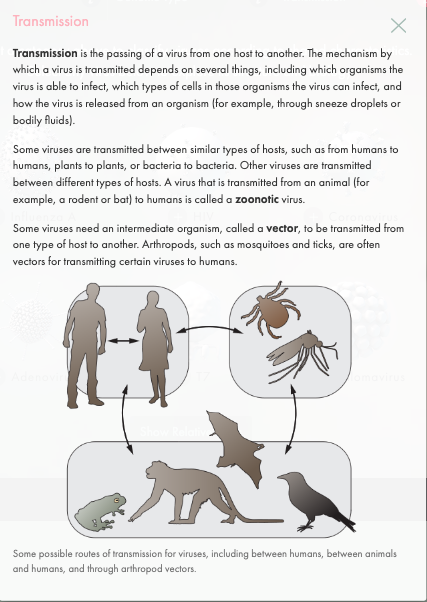 Transmission
Transmission is the passing of a virus from one host to another. The mechanism by
which a virus is transmitted depends on several things, including which organisms the
virus is able to infect, which types of cells in those organisms the virus can infect, and
how the virus is released from an organism (for example, through sneeze droplets or
bodily fluids).
Some viruses are transmitted between similar types of hosts, such as from humans to
humans, plants to plants, or bacteria to bacteria. Other viruses are transmitted
between different types of hosts. A virus that is transmitted from an animal (for
example, a rodent or bat) to humans is called a zoonotic virus.
Some viruses need an intermediate organism, called a vector, to be transmitted from
one type of host to another. Arthropods, such as mosquitoes and ticks, are often
vectors for transmitting certain viruses to humans.
Some possible routes of transmission for viruses, including between humans, between animals
and humans, and through arthropod vectors.